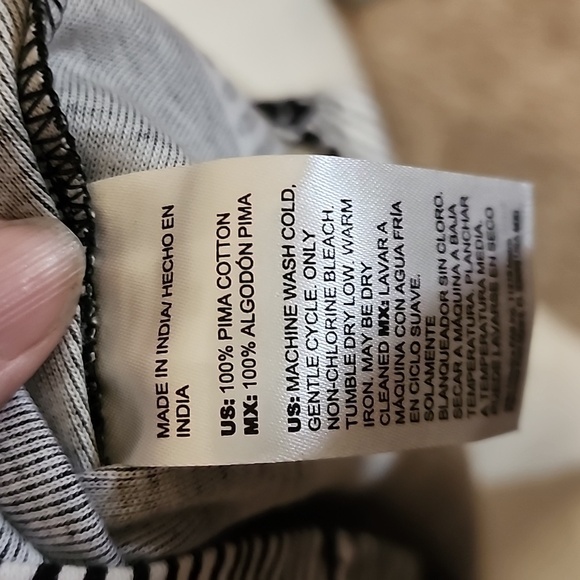 MADE IN INDIA/ HECHO EN
INDIA
US: 100% PIMA COTTON
MX: 100% ALGODÓN PIMA
US: MACHINE WASH COLD,
GENTLE CYCLE. ONLY
NON-CHLORINE BLEACH.
TUMBLE DRY LOW, WARM
IRON. MAY BE DRY
CLEANED MX: LAVAR A
MÁQUINA CON AGUA FRÍA
EN CICLO SUAVE.
SOLAMENTE
BLANQUEADOR SIN CLORO.
SECAR A MÁQUINA A BAJA
TEMPERATURA, PLANCHAR
A TEMPERATURA MEDIA.
PUEDE LAVARSE EN SECO